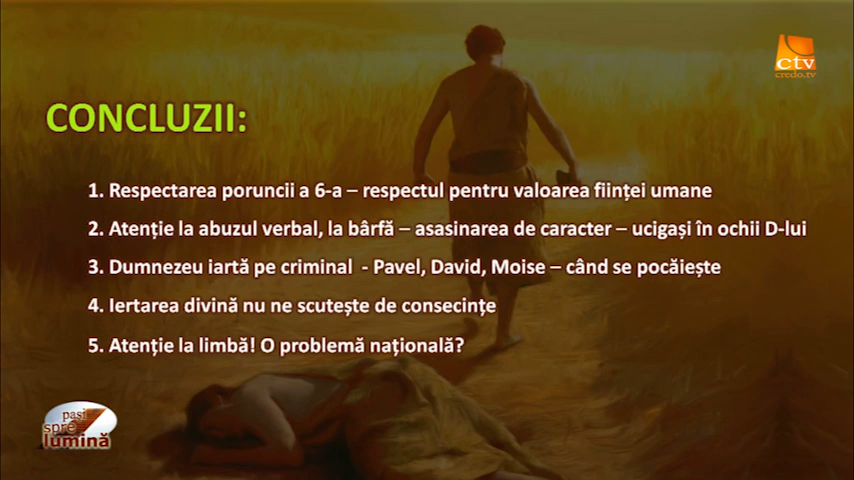 ctv
credo.tv
CONCLUZII:
1. Respectarea poruncii a 6-a – respectul pentru valoarea ființei umane
2. Atenție la abuzul verbal, la bârfă – asasinarea de caracter – ucigași în ochii D-lui
3. Dumnezeu iartă pe criminal - Pavel, David, Moise – când se pocăiește
4. Iertarea divină nu ne scutește de consecințe
5. Atenție la limbă! O problemă națională?
pași
spre
lumină